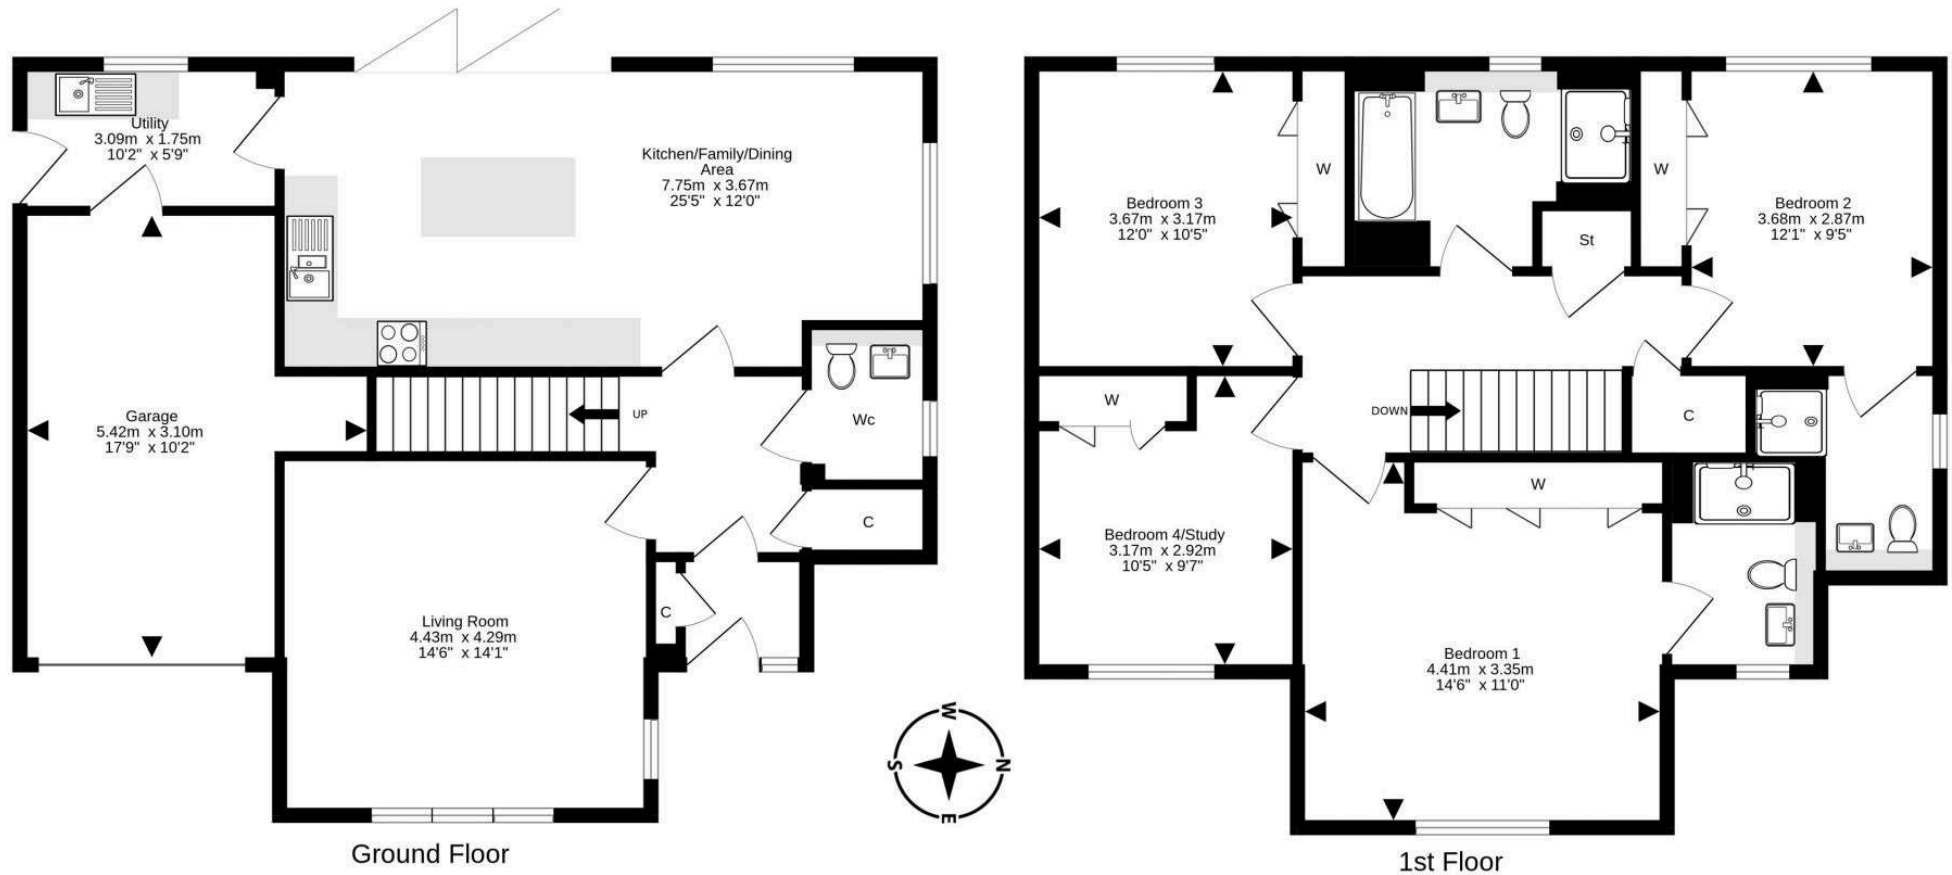 Utility
3.09m x 1.75m
10'2" x 5'9"
Kitchen/Family/Dining
Area
7.75m x 3.67m
25'5" x 12'0"
Garage
5.42m x 3.10m
17'9" x 10'2"
UP
Wc
C
C
Living Room
4.43m x 4.29m
14'6" x 14'1"
Ground Floor
W
S
N
E
Bedroom 3
3.67m x 3.17m
12'0" x 10'5"
W
W
St
Bedroom 2
3.68m x 2.87m
12'1" x 9'5"
W
DOWN
C
W
Bedroom 4/Study
3.17m x 2.92m
10'5" x 9'7"
Bedroom 1
4.41m x 3.35m
14'6" x 11'0"
1st Floor